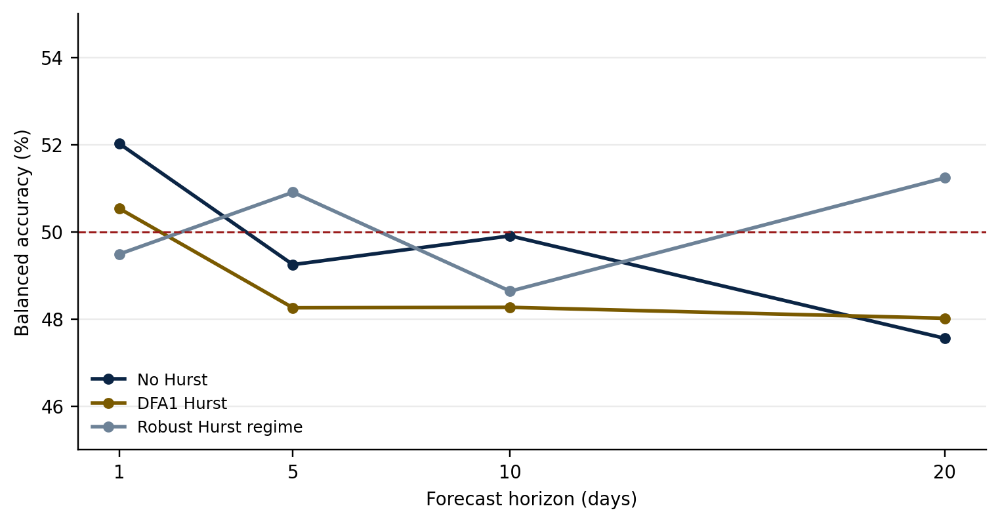 Balanced accuracy (%)
54
52
50
48
46
No Hurst
DFA1 Hurst
Robust Hurst regime
1 5 10 20
Forecast horizon (days)